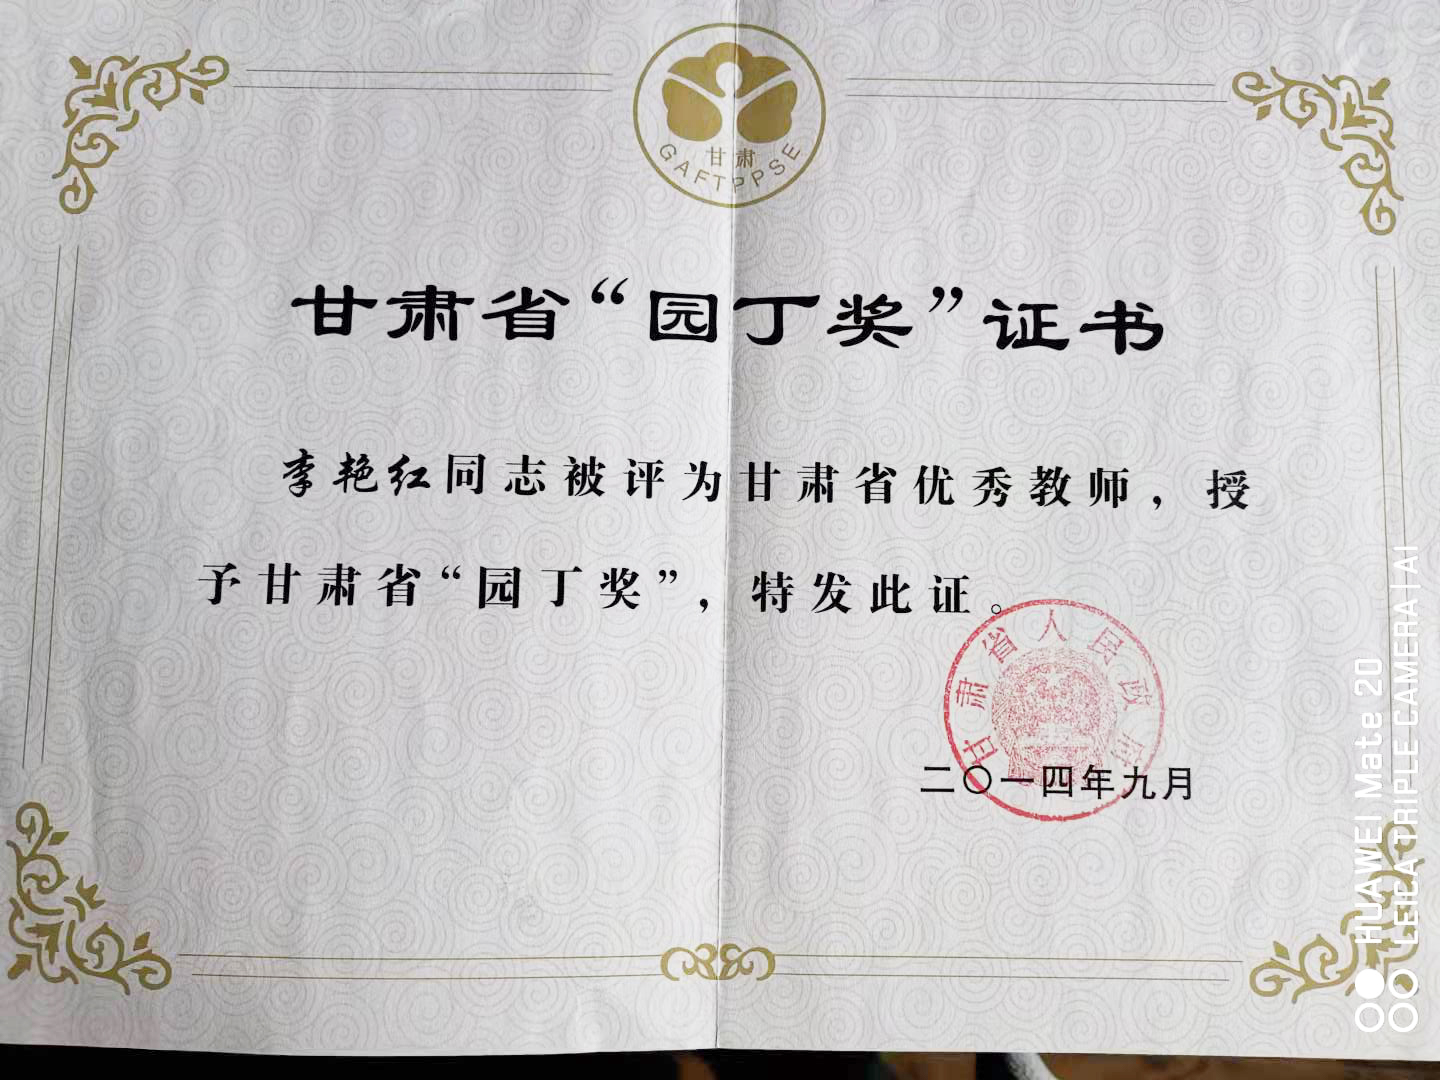 甘肃
GAFTPPSE
甘肃省“园丁奖”证书
李艳红同志被评为甘肃省优秀教师，授
予甘肃省“园丁奖”，特发此证。
甘肃省人民政府
二〇一四年九月
HUAWEI Mate 20
LEICA TRIPLE CAMERA | AI